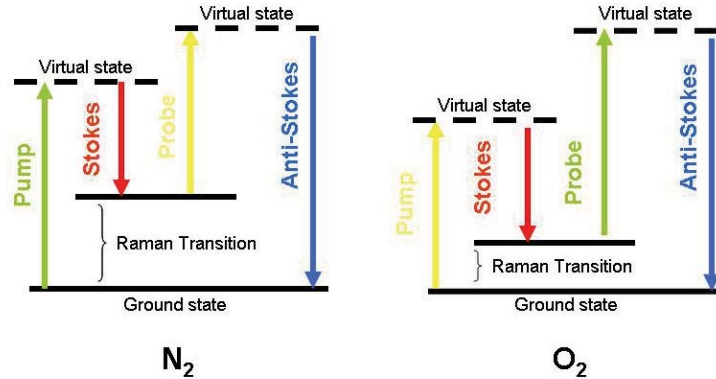 Virtual state
Virtual state
Pump
Stokes
Probe
Anti-Stokes
Raman Transition
Ground state
N₂
Virtual state
Virtual state
Pump
Stokes
Probe
Anti-Stokes
Raman Transition
Ground state
O₂